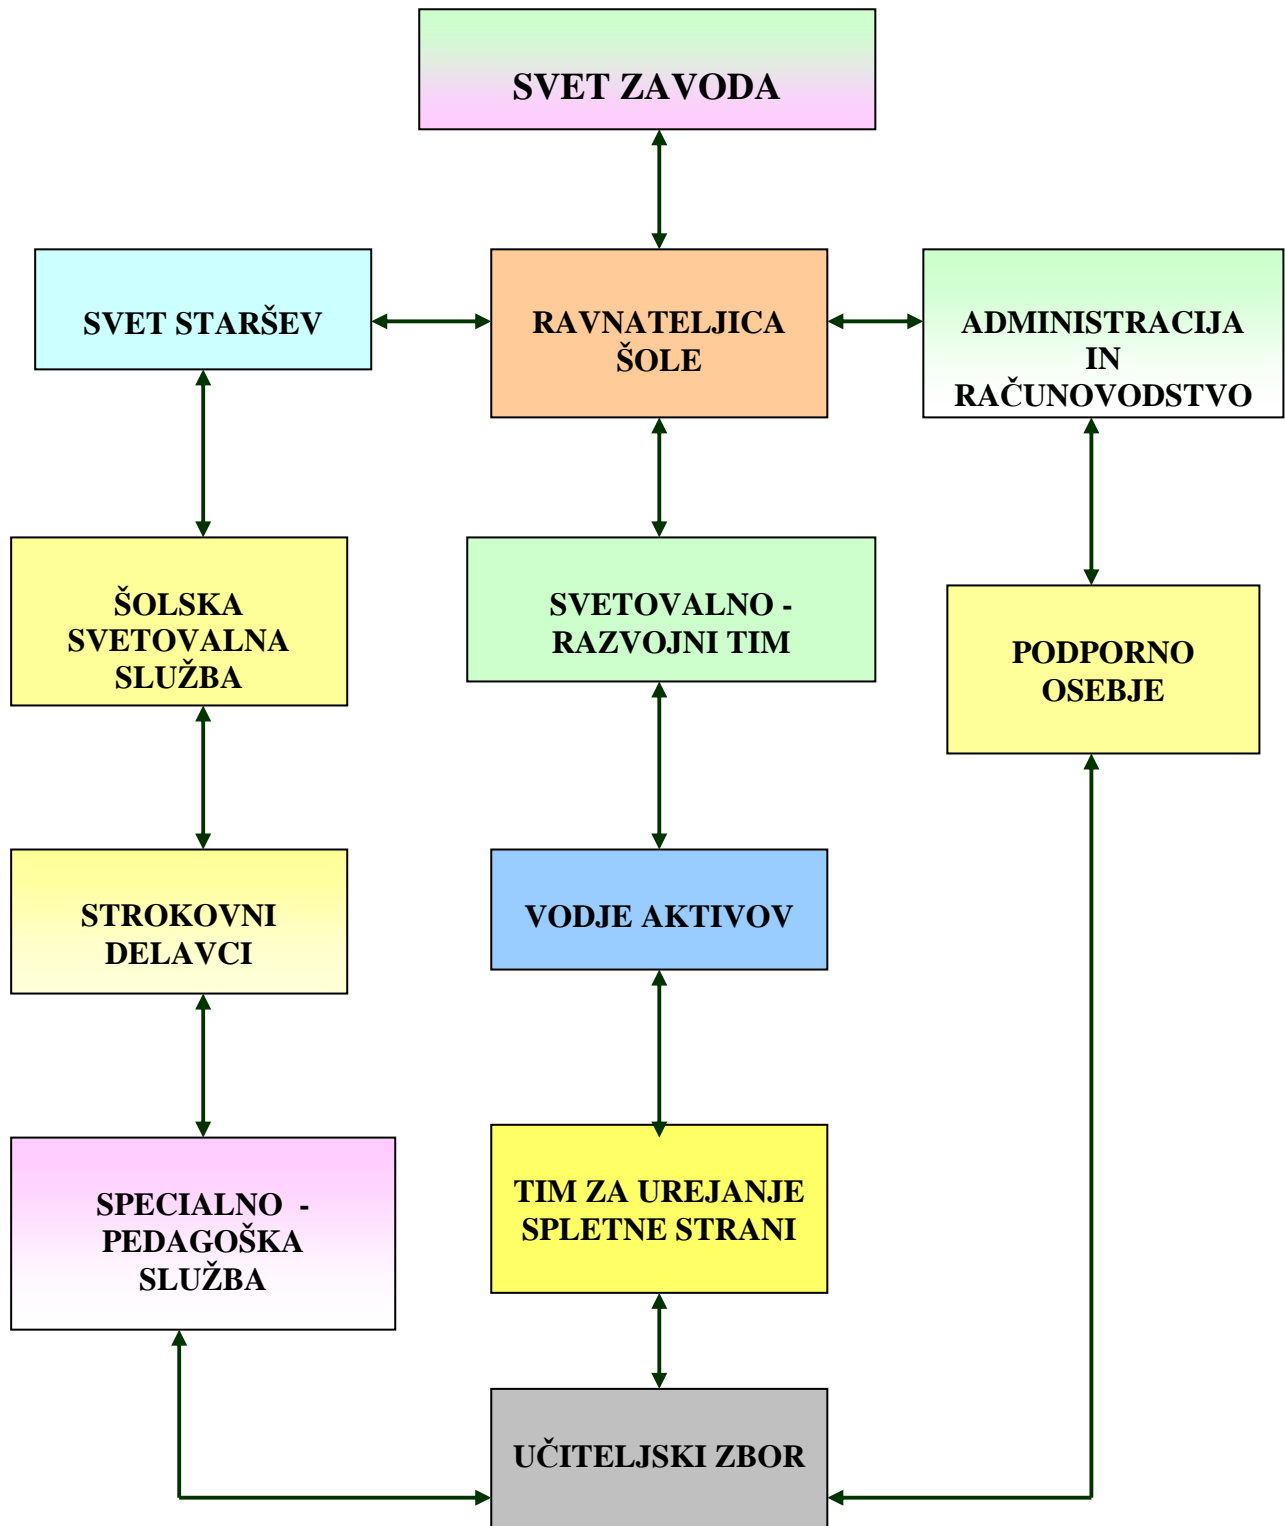 SVET ZAVODA
SVET STARŠEV
RAVNATELJICA
ŠOLE
ADMINISTRACIJA
IN
RAČUNOVODSTVO
ŠOLSKA
SVETOVALNA
SLUŽBA
SVETOVALNO -
RAZVOJNI TIM
PODPORNO
OSEBJE
STROKOVNI
DELAVCI
VODJE AKTIVOV
SPECIALNO  -
PEDAGOŠKA
SLUŽBA
TIM ZA UREJANJE
SPLETNE STRANI
UČITELJSKI ZBOR